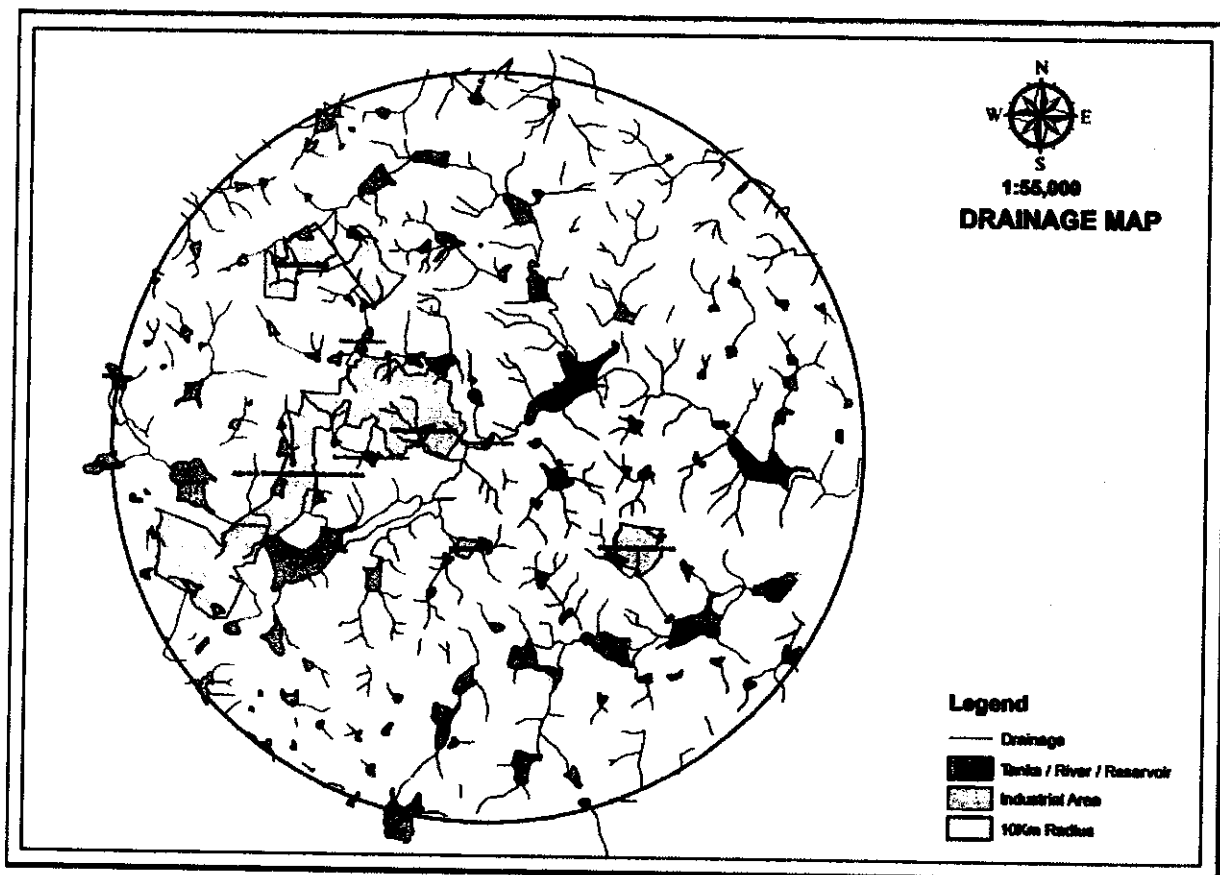 N
W E
S
1:55,000
DRAINAGE MAP
Legend
Drainage
Tanks / River / Reservoir
Industrial Area
10Km Radius